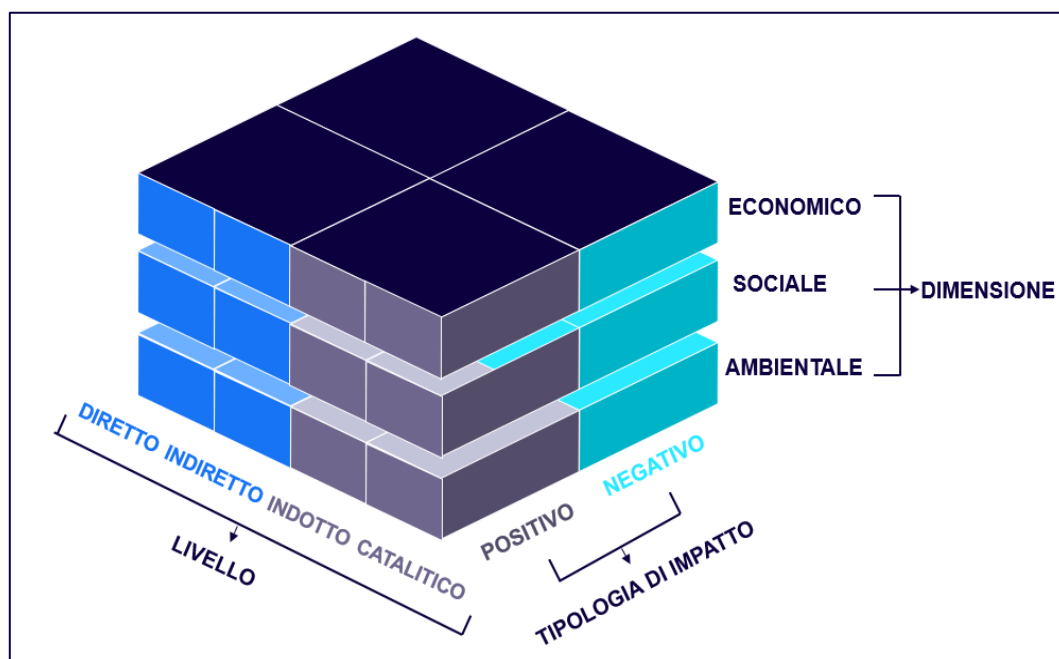 ECONOMICO
SOCIALE
DIMENSIONE
AMBIENTALE
DIRETTO INDIRETTO INDOTTO CATALITICO
LIVELLO
POSITIVO NEGATIVO
TIPOLOGIA DI IMPATTO